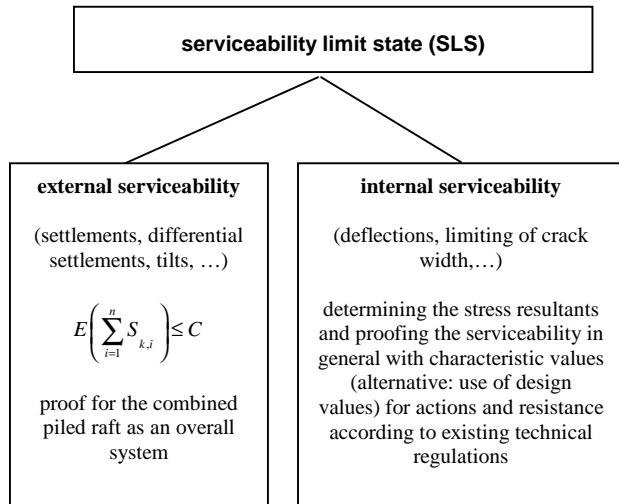 serviceability limit state (SLS)
external serviceability
(settlements, differential
settlements, tilts, …)
E(∑_{i=1}^{n} S_{k,i}) ≤ C
proof for the combined
piled raft as an overall
system
internal serviceability
(deflections, limiting of crack
width,…)
determining the stress resultants
and proofing the serviceability in
general with characteristic values
(alternative: use of design
values) for actions and resistance
according to existing technical
regulations